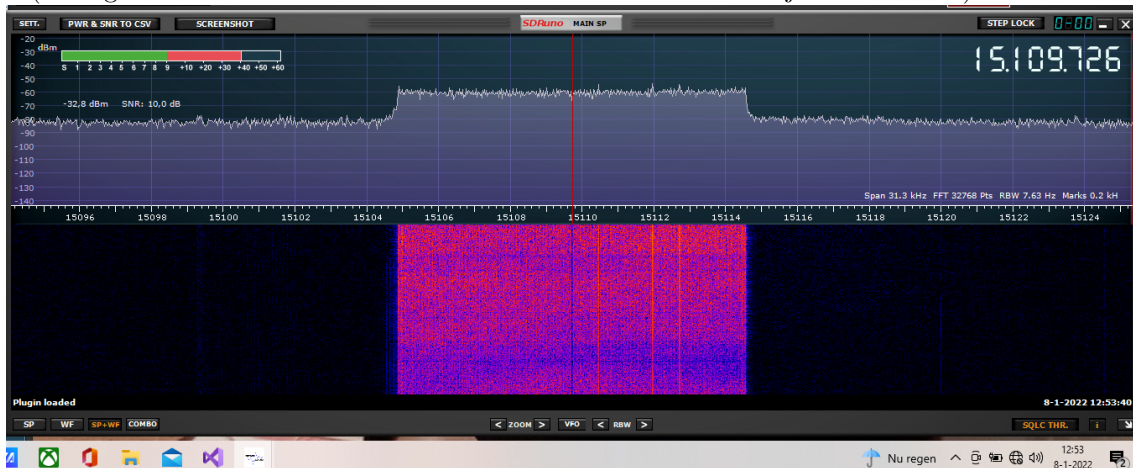 SETT. PWR & SNR TO CSV SCREENSHOT SDRuno MAIN SP STEP LOCK 0-00
-20
dBm
-30
-40
S 1 2 3 4 5 6 7 8 9 +10 +20 +30 +40 +50 +60
15.109.726
-50
-60
-70
-32,8 dBm SNR: 10,0 dB
-80
-90
-100
-110
-120
-130
Span 31.3 kHz FFT 32768 Pts RBW 7.63 Hz Marks 0.2 kH
-140
15096 15098 15100 15102 15104 15106 15108 15110 15112 15114 15116 15118 15120 15122 15124
Plugin loaded 8-1-2022 12:53:40
SP WF SP+WF COMBO < ZOOM > VFO < RBW > SQLC THR. i
Nu regen 12:53
8-1-2022 2